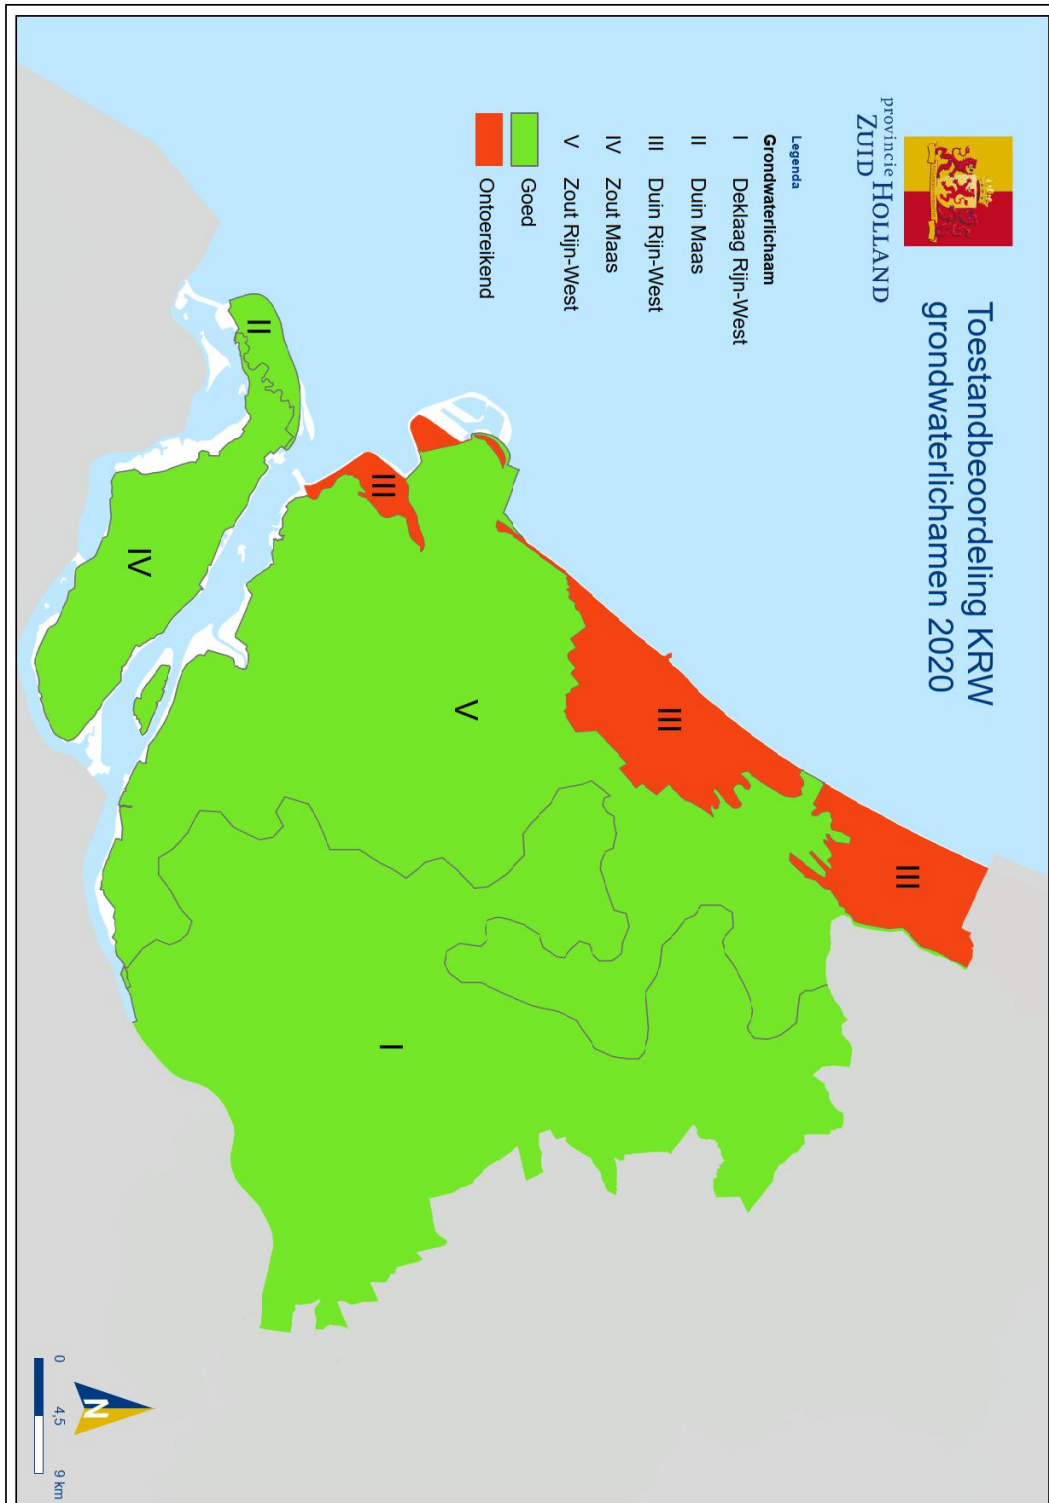 Toestandbeoordeling KRW
grondwaterlichamen 2020
provincie HOLLAND
ZUID
Legenda
Grondwaterlichaam
I Deklaag Rijn-West
II Duin Maas
III Duin Rijn-West
IV Zout Maas
V Zout Rijn-West
Goed
Ontoereikend
III
III
III
II
V
IV
I
N
0 4,5 9 km